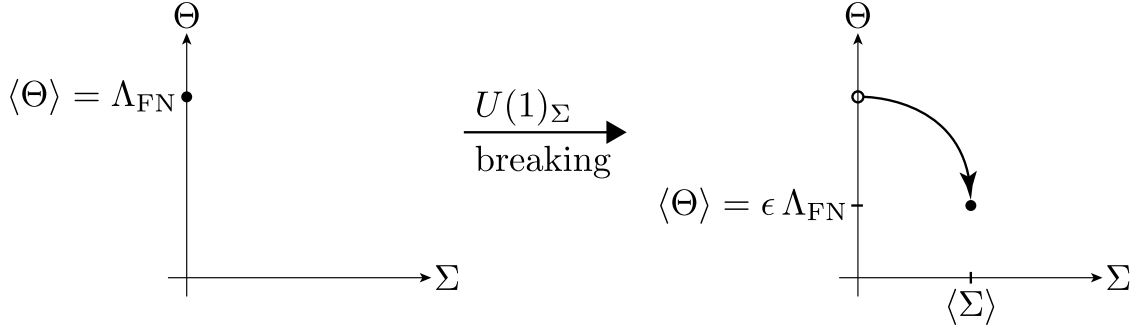 Θ
⟨Θ⟩ = Λ_FN
Σ
U(1)_Σ
breaking
Θ
⟨Θ⟩ = ϵ Λ_FN
Σ
⟨Σ⟩